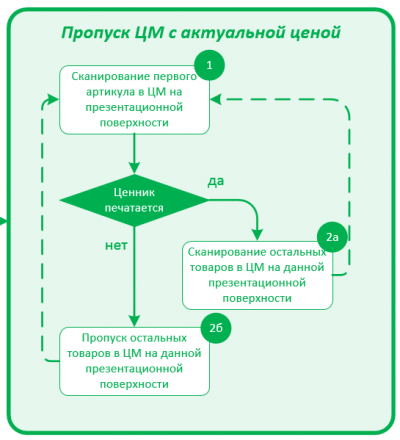 Пропуск ЦМ с актуальной ценой
1
Сканирование первого
артикула в ЦМ на
презентационной
поверхности
Ценник
печатается
да
нет
2а
Сканирование остальных
товаров в ЦМ на данной
презентационной
поверхности
2б
Пропуск остальных
товаров в ЦМ на данной
презентационной
поверхности